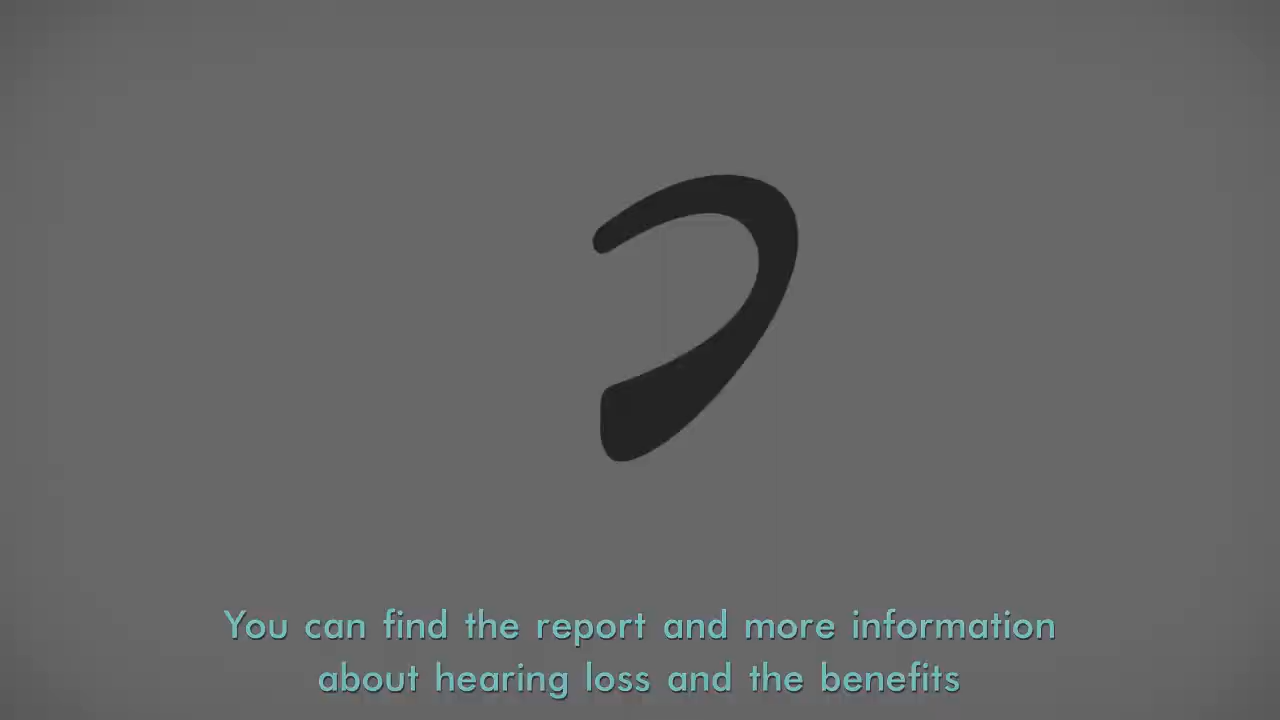 You can find the report and more information
about hearing loss and the benefits